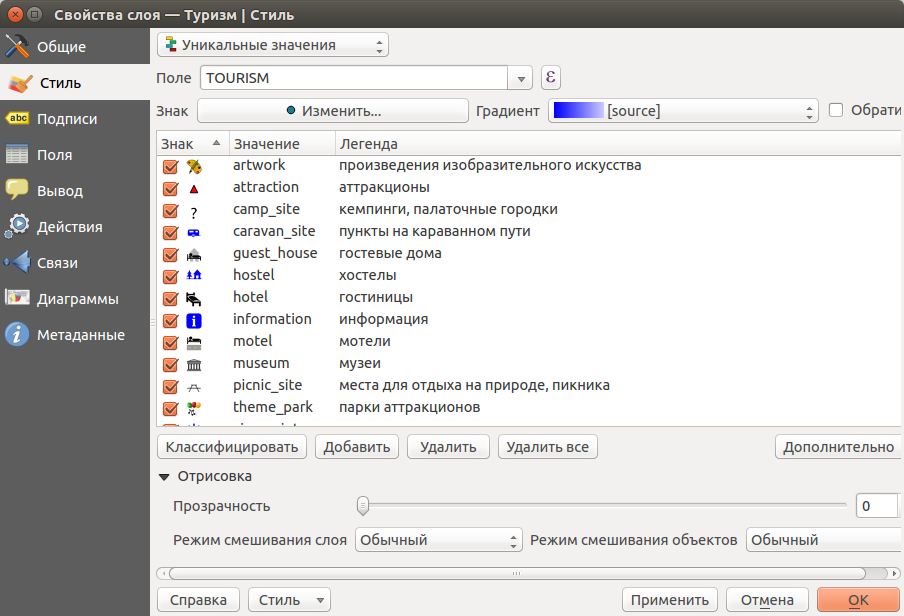 Свойства слоя — Туризм | Стиль
Общие
Стиль
abc Подписи
Поля
Вывод
Действия
Связи
Диаграммы
Метаданные
Уникальные значения
Поле TOURISM ε
Знак Изменить... Градиент [source] Обрати
Знак Значение Легенда
artwork произведения изобразительного искусства
attraction аттракционы
? camp_site кемпинги, палаточные городки
caravan_site пункты на караванном пути
guest_house гостевые дома
hostel хостелы
hotel гостиницы
i information информация
motel мотели
museum музеи
picnic_site места для отдыха на природе, пикника
theme_park парки аттракционов
Классифицировать Добавить Удалить Удалить все Дополнительно
Отрисовка
Прозрачность 0
Режим смешивания слоя Обычный Режим смешивания объектов Обычный
Справка Стиль Применить Отмена OK